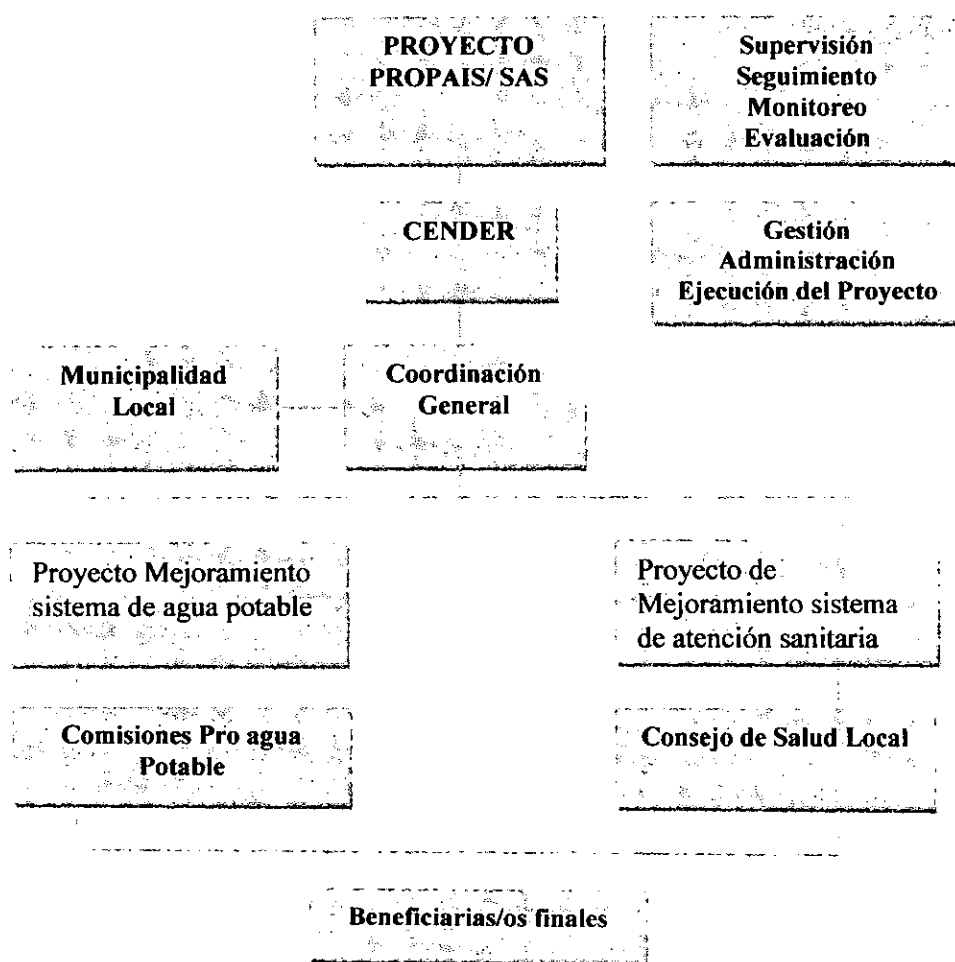 PROYECTO
PROPAIS/ SAS
Supervisión
Seguimiento
Monitoreo
Evaluación
CENDER
Gestión
Administración
Ejecución del Proyecto
Municipalidad
Local
Coordinación
General
Proyecto Mejoramiento
sistema de agua potable
Proyecto de
Mejoramiento sistema
de atención sanitaria
Comisiones Pro agua
Potable
Consejo de Salud Local
Beneficiarias/os finales